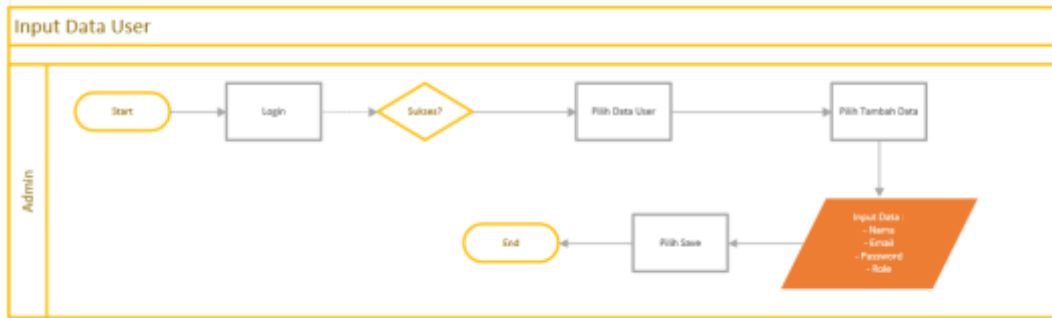 Input Data User
Admin
Start
Login
Sukses?
Pilih Data User
Pilih Tambah Data
Input Data :
- Nama
- Email
- Password
- Role
Pilih Save
End